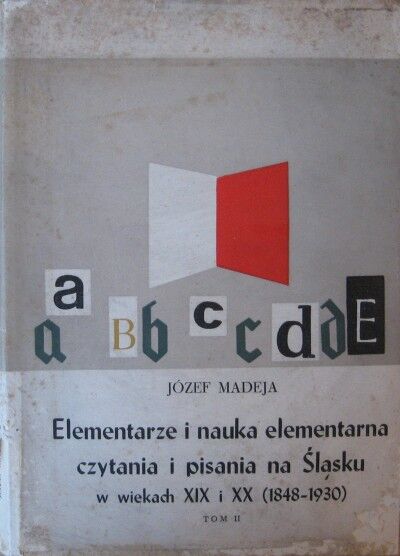 a a B b c c d d E
JÓZEF MADEJA
Elementarze i nauka elementarna
czytania i pisania na Śląsku
w wiekach XIX i XX (1848-1930)
TOM II